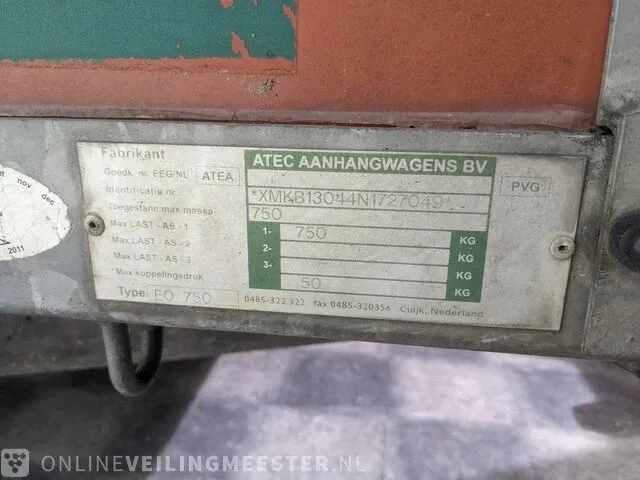 Fabrikant
ATEC AANHANGWAGENS BV
Goedk nr. EEG/NL ATEA
PVG
Identificatie nr. *XMKB13044N1727049*
Toegestane max massa 750
Max LAST - AS - 1 1- 750 KG
Max LAST - AS - 2 2- KG
Max LAST - AS - 3 3- KG
Max koppelingsdruk 50 KG
Type EO 750
0485-322.322 fax 0485-320356 Cuijk, Nederland
nov
dec
2011
ONLINEVEILINGMEESTER.NL